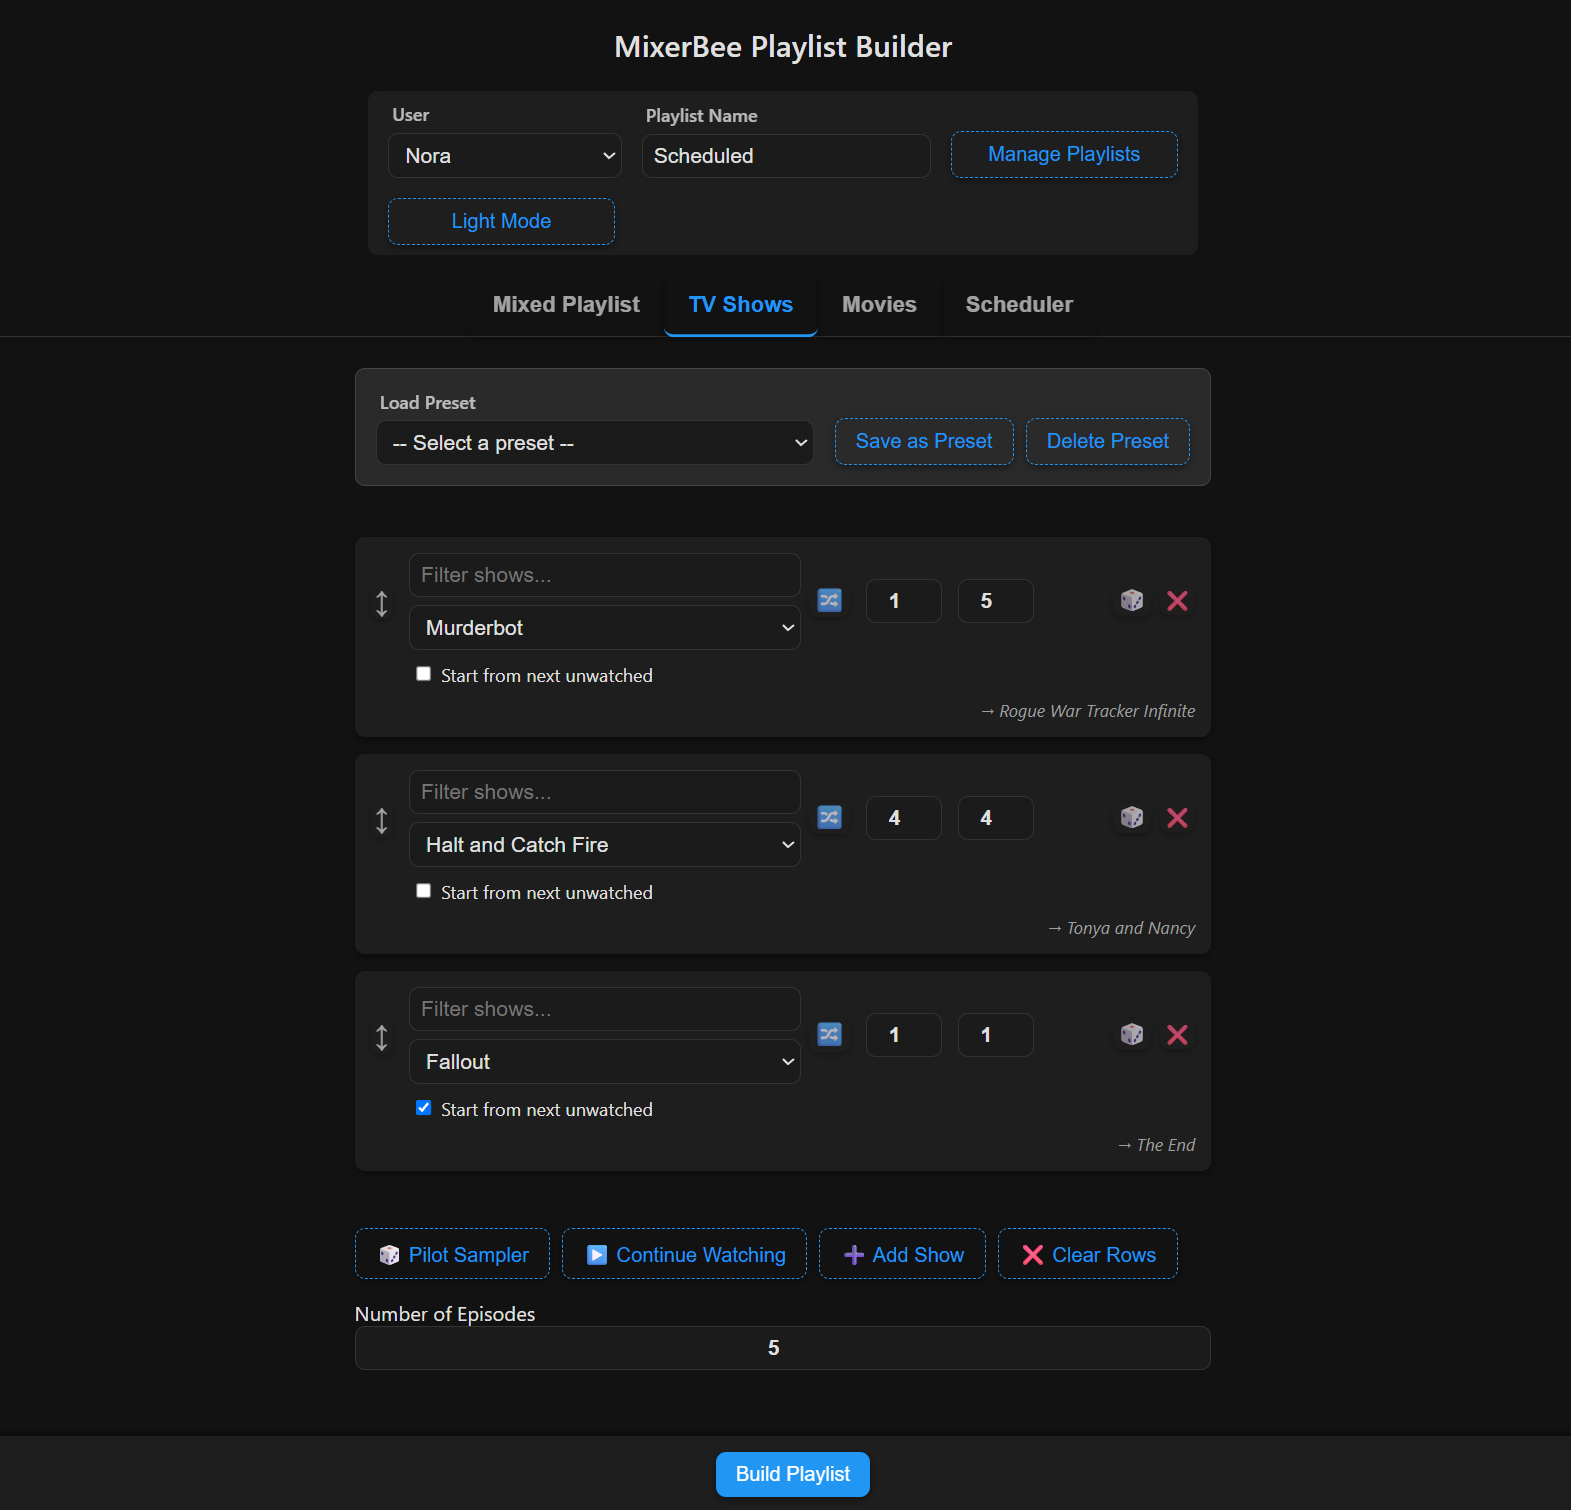 MixerBee Playlist Builder
User
Playlist Name
Nora
Scheduled
Manage Playlists
Light Mode
Mixed Playlist
TV Shows
Movies
Scheduler
Load Preset
-- Select a preset --
Save as Preset
Delete Preset
Filter shows...
Murderbot
1
5
Start from next unwatched
→ Rogue War Tracker Infinite
Filter shows...
Halt and Catch Fire
4
4
Start from next unwatched
→ Tonya and Nancy
Filter shows...
Fallout
1
1
Start from next unwatched
→ The End
Pilot Sampler
Continue Watching
Add Show
Clear Rows
Number of Episodes
5
Build Playlist